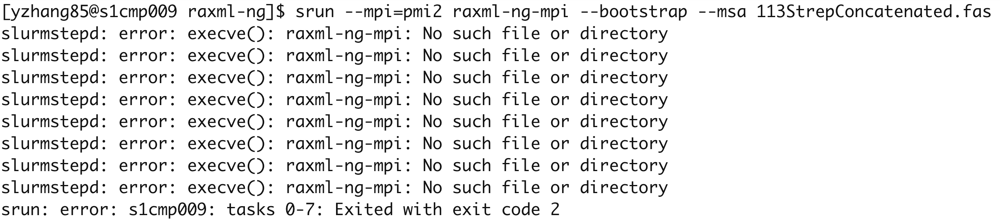 [yzhang85@s1cmp009 raxml-ng]$ srun --mpi=pmi2 raxml-ng-mpi --bootstrap --msa 113StrepConcatenated.fas
slurmstepd: error: execve(): raxml-ng-mpi: No such file or directory
slurmstepd: error: execve(): raxml-ng-mpi: No such file or directory
slurmstepd: error: execve(): raxml-ng-mpi: No such file or directory
slurmstepd: error: execve(): raxml-ng-mpi: No such file or directory
slurmstepd: error: execve(): raxml-ng-mpi: No such file or directory
slurmstepd: error: execve(): raxml-ng-mpi: No such file or directory
slurmstepd: error: execve(): raxml-ng-mpi: No such file or directory
slurmstepd: error: execve(): raxml-ng-mpi: No such file or directory
srun: error: s1cmp009: tasks 0-7: Exited with exit code 2